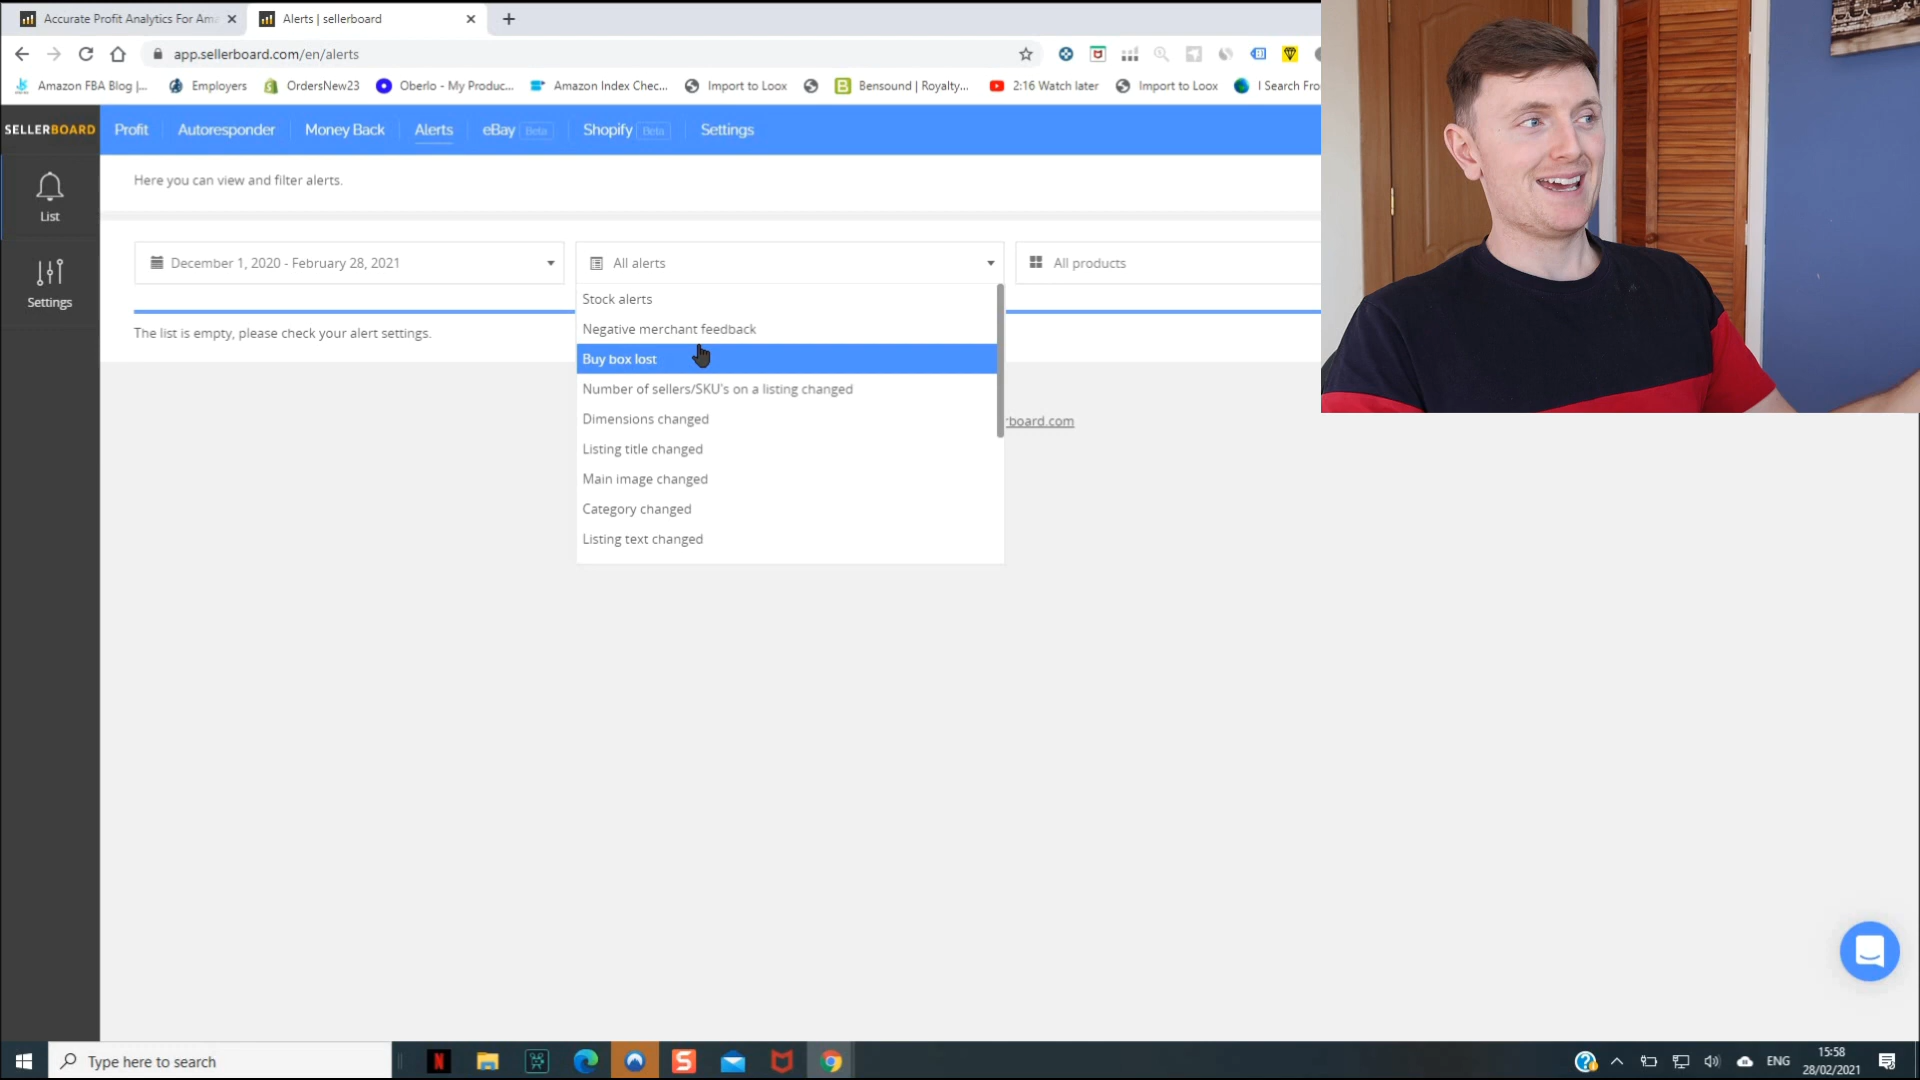 Accurate Profit Analytics For Am
Alerts | sellerboard
app.sellerboard.com/en/alerts
Amazon FBA Blog |...
Employers
OrdersNew23
Oberlo - My Produc...
Amazon Index Chec...
Import to Loox
Bensound | Royalty...
2:16 Watch later
Import to Loox
I Search Fro
SELLERBOARD
Profit
Autoresponder
Money Back
Alerts
eBay Beta
Shopify Beta
Settings
List
Settings
Here you can view and filter alerts.
December 1, 2020 - February 28, 2021
All alerts
All products
The list is empty, please check your alert settings.
Stock alerts
Negative merchant feedback
Buy box lost
Number of sellers/SKU's on a listing changed
Dimensions changed
Listing title changed
Main image changed
Category changed
Listing text changed
rboard.com
Type here to search
ENG
15:58
28/02/2021